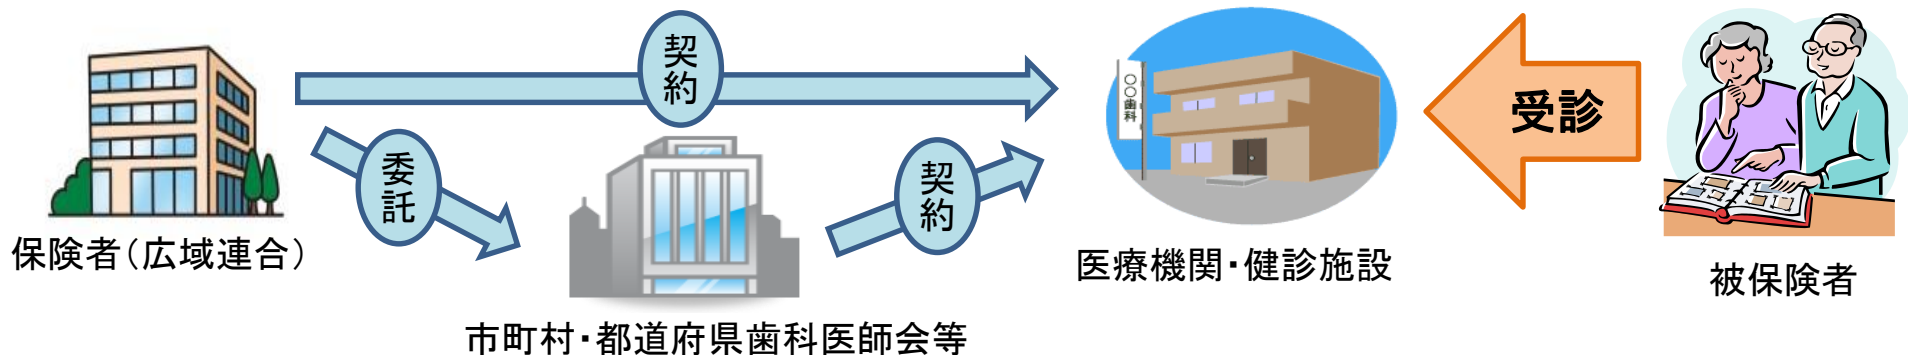 契約
委託
契約
〇〇歯科
受診
保険者(広域連合)
市町村・都道府県歯科医師会等
医療機関・健診施設
被保険者